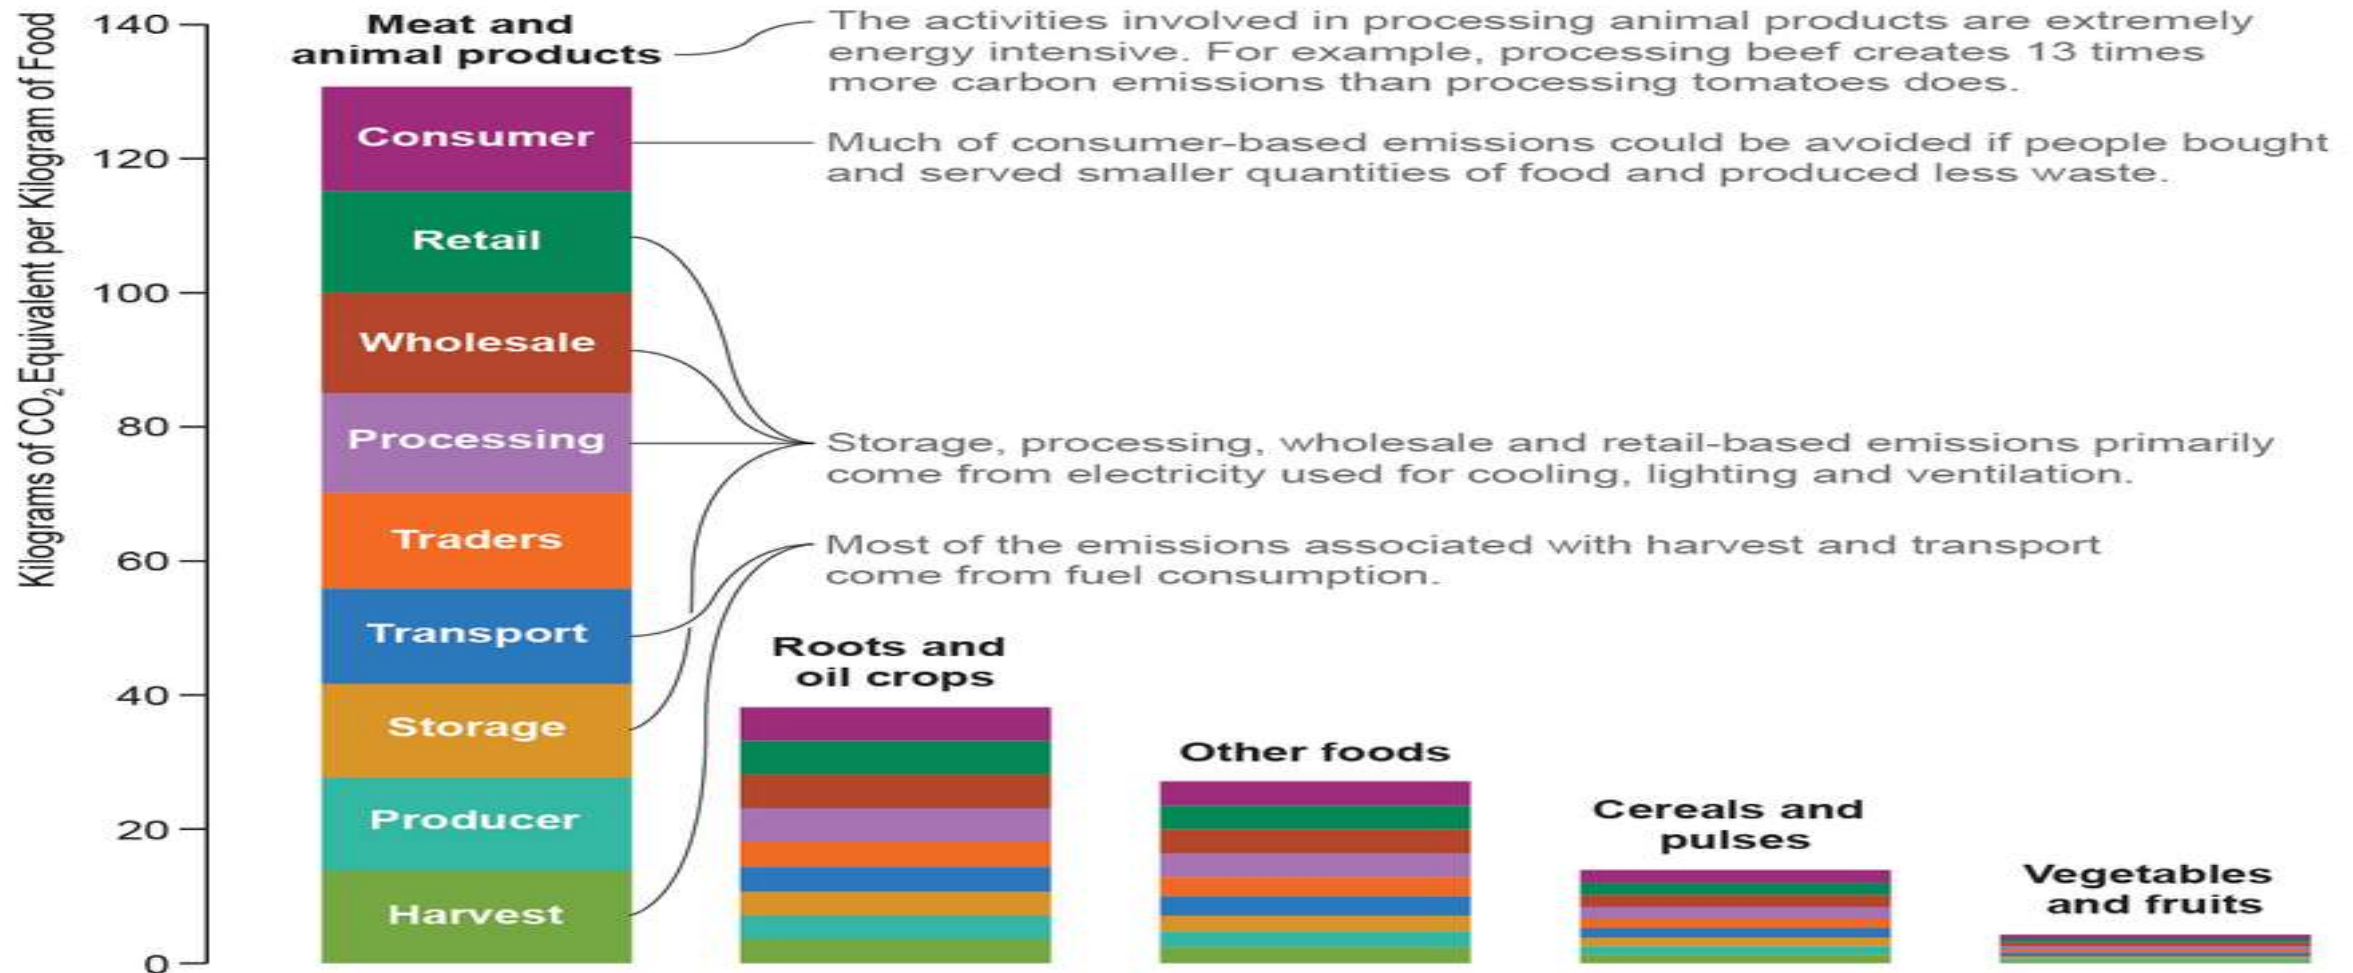 Kilograms of CO₂ Equivalent per Kilogram of Food
140
120
100
80
60
40
20
0
Meat and
animal products
The activities involved in processing animal products are extremely
energy intensive. For example, processing beef creates 13 times
more carbon emissions than processing tomatoes does.
Consumer
Much of consumer-based emissions could be avoided if people bought
and served smaller quantities of food and produced less waste.
Retail
Wholesale
Processing
Storage, processing, wholesale and retail-based emissions primarily
come from electricity used for cooling, lighting and ventilation.
Traders
Most of the emissions associated with harvest and transport
come from fuel consumption.
Transport
Storage
Producer
Harvest
Roots and
oil crops
Other foods
Cereals and
pulses
Vegetables
and fruits